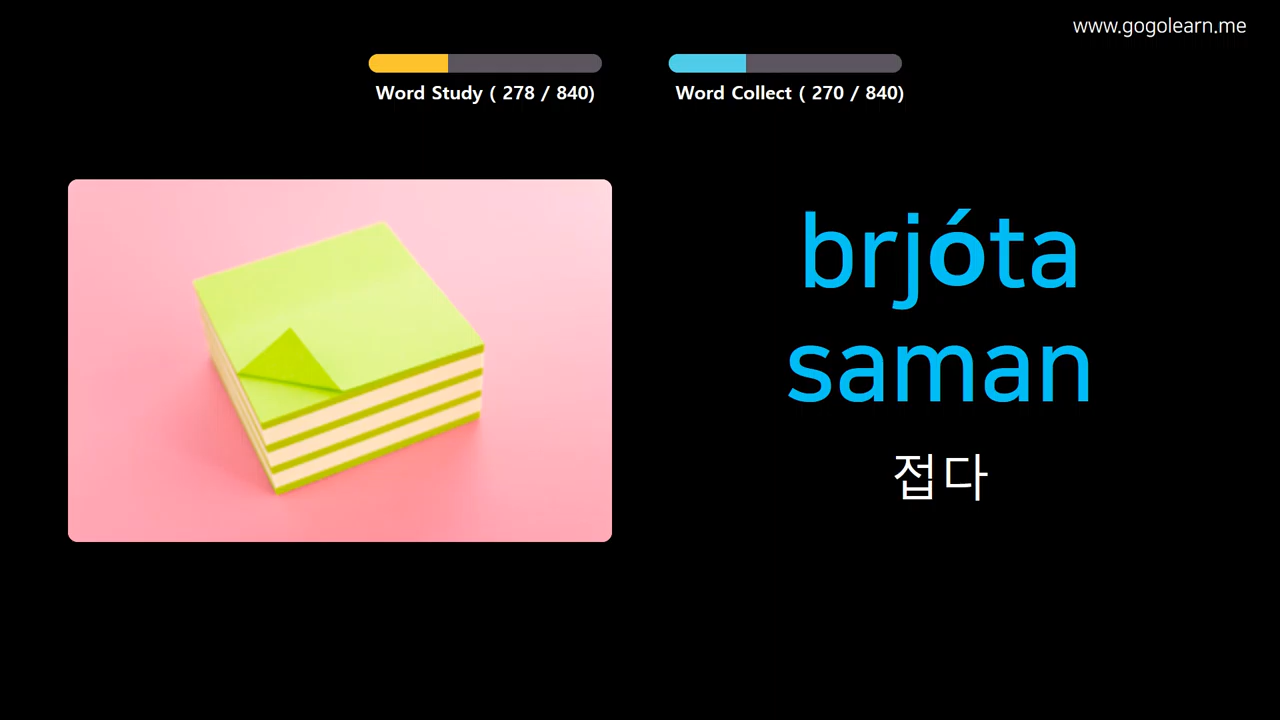 www.gogolearn.me
Word Study ( 278 / 840)
Word Collect ( 270 / 840)
brjóta
saman
접다